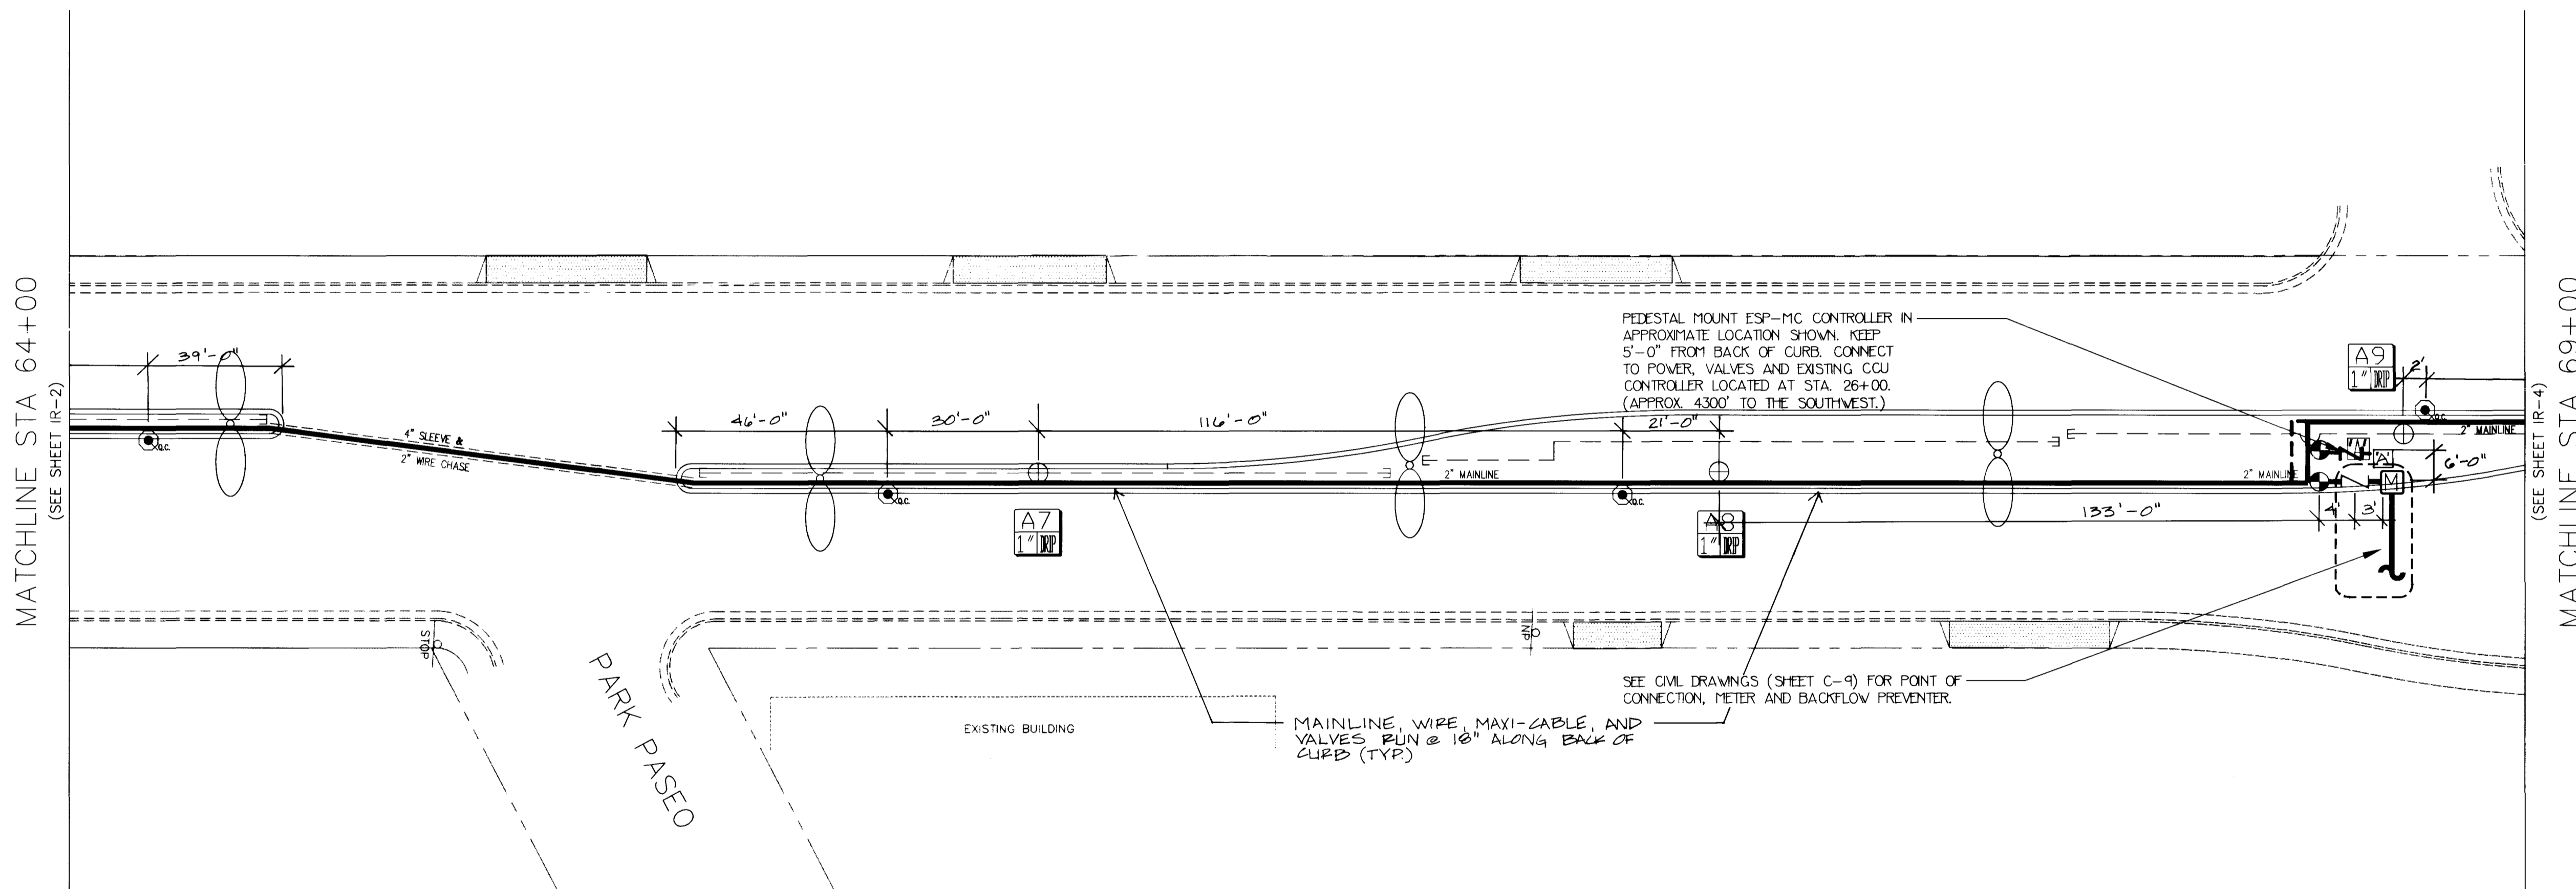 MATCHLINE STA 64+00
(SEE SHEET IR-2)
39'-0"
Q.C.
4" SLEEVE &
2" WIRE CHASE
46'-0"
30'-0"
116'-0"
21'-0"
Q.C.
A7
1" DRIP
2" MAINLINE
Q.C.
A8
1" DRIP
PEDESTAL MOUNT ESP-MC CONTROLLER IN
APPROXIMATE LOCATION SHOWN. KEEP
5'-0" FROM BACK OF CURB. CONNECT
TO POWER, VALVES AND EXISTING CCU
CONTROLLER LOCATED AT STA. 26+00.
(APPROX. 4300' TO THE SOUTHWEST.)
A9
1" DRIP
2'
Q.C.
2" MAINLINE
"A"
"A"
6'-0"
2" MAINLINE
M
133'-0"
4'
3'
STOP
NP
PARK PASEO
EXISTING BUILDING
MAINLINE, WIRE, MAXI-CABLE, AND
VALVES RUN @ 18" ALONG BACK OF
CURB (TYP.)
SEE CIVIL DRAWINGS (SHEET C-9) FOR POINT OF
CONNECTION, METER AND BACKFLOW PREVENTER.
(SEE SHEET IR-4)
MATCHLINE STA 69+00